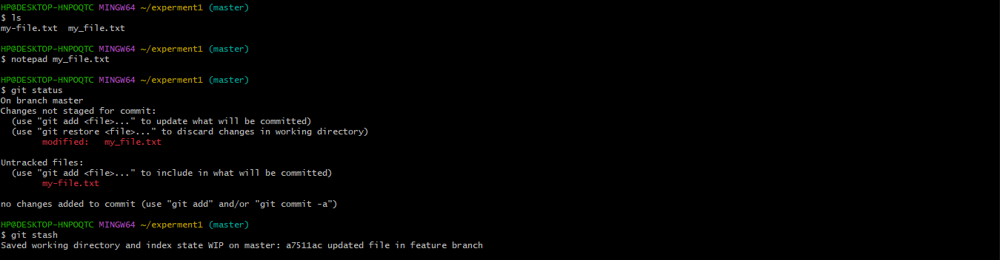 HP@DESKTOP-HNPOQTC MINGW64 ~/experment1 (master)
$ ls
my-file.txt  my_file.txt
HP@DESKTOP-HNPOQTC MINGW64 ~/experment1 (master)
$ notepad my_file.txt
HP@DESKTOP-HNPOQTC MINGW64 ~/experment1 (master)
$ git status
On branch master
Changes not staged for commit:
  (use "git add <file>..." to update what will be committed)
  (use "git restore <file>..." to discard changes in working directory)
        modified:   my_file.txt
Untracked files:
  (use "git add <file>..." to include in what will be committed)
        my-file.txt
no changes added to commit (use "git add" and/or "git commit -a")
HP@DESKTOP-HNPOQTC MINGW64 ~/experment1 (master)
$ git stash
Saved working directory and index state WIP on master: a7511ac updated file in feature branch